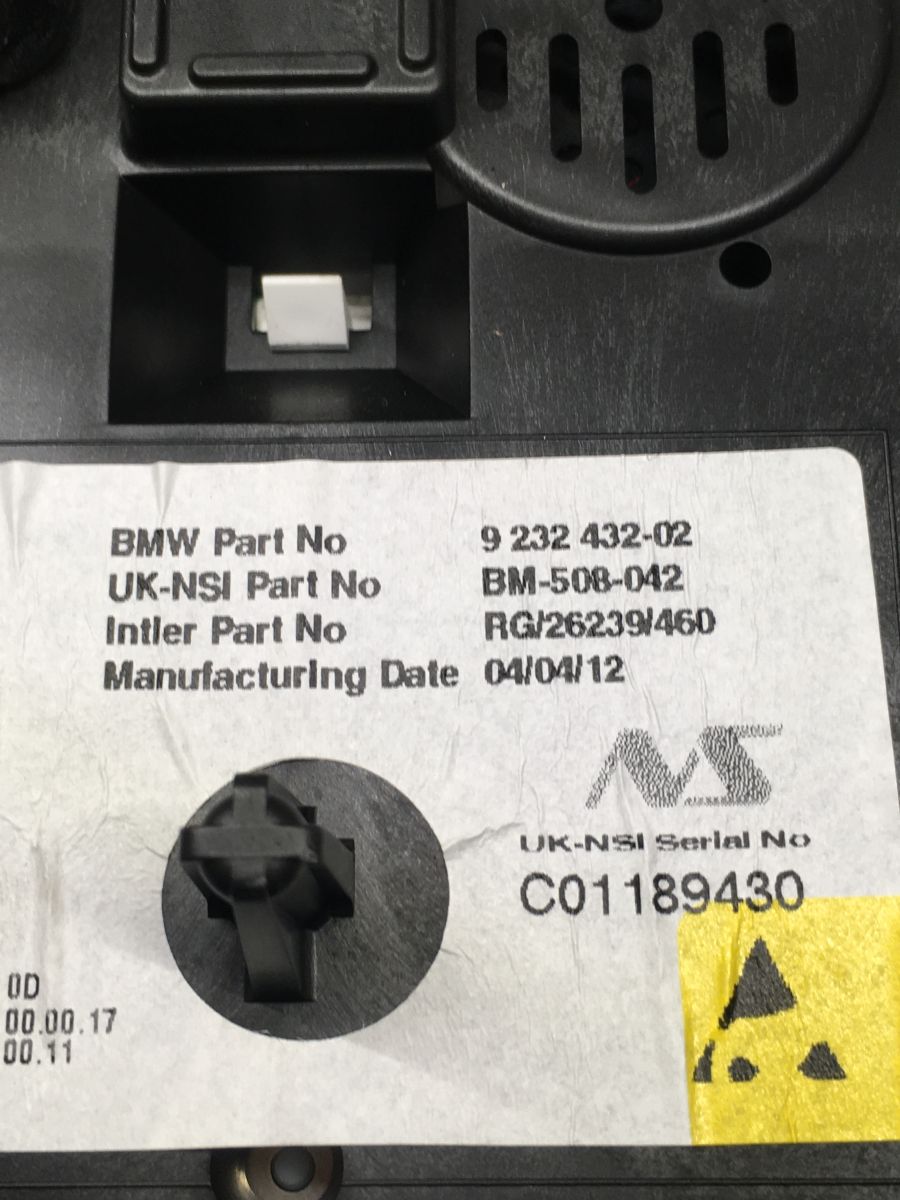 BMW Part No 9 232 432-02
UK-NSI Part No BM-508-042
Intler Part No RG/26239/460
Manufacturing Date 04/04/12
NS
UK-NSI Serial No
C01189430
0D
00.00.17
00.11